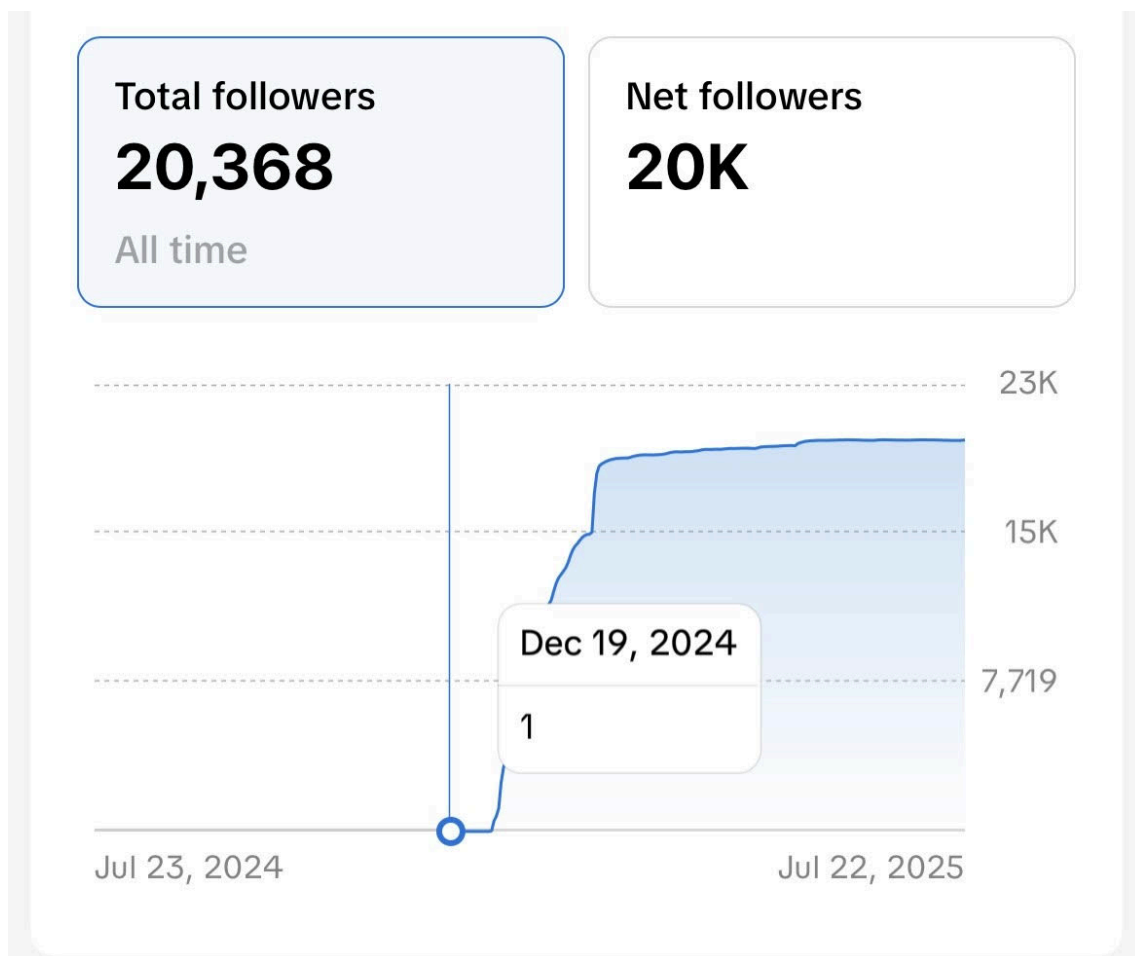 Total followers
20,368
All time
Net followers
20K
23K
15K
Dec 19, 2024
7,719
1
Jul 23, 2024
Jul 22, 2025